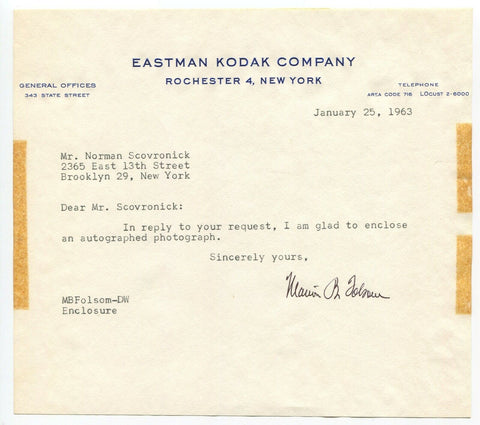 EASTMAN KODAK COMPANY
ROCHESTER 4, NEW YORK
GENERAL OFFICES
343 STATE STREET
TELEPHONE
AREA CODE 716 LOCUST 2-6000
January 25, 1963
Mr. Norman Scovronick
2365 East 13th Street
Brooklyn 29, New York
Dear Mr. Scovronick:
In reply to your request, I am glad to enclose
an autographed photograph.
Sincerely yours,
Marion B. Folsom
MBFolsom-DW
Enclosure